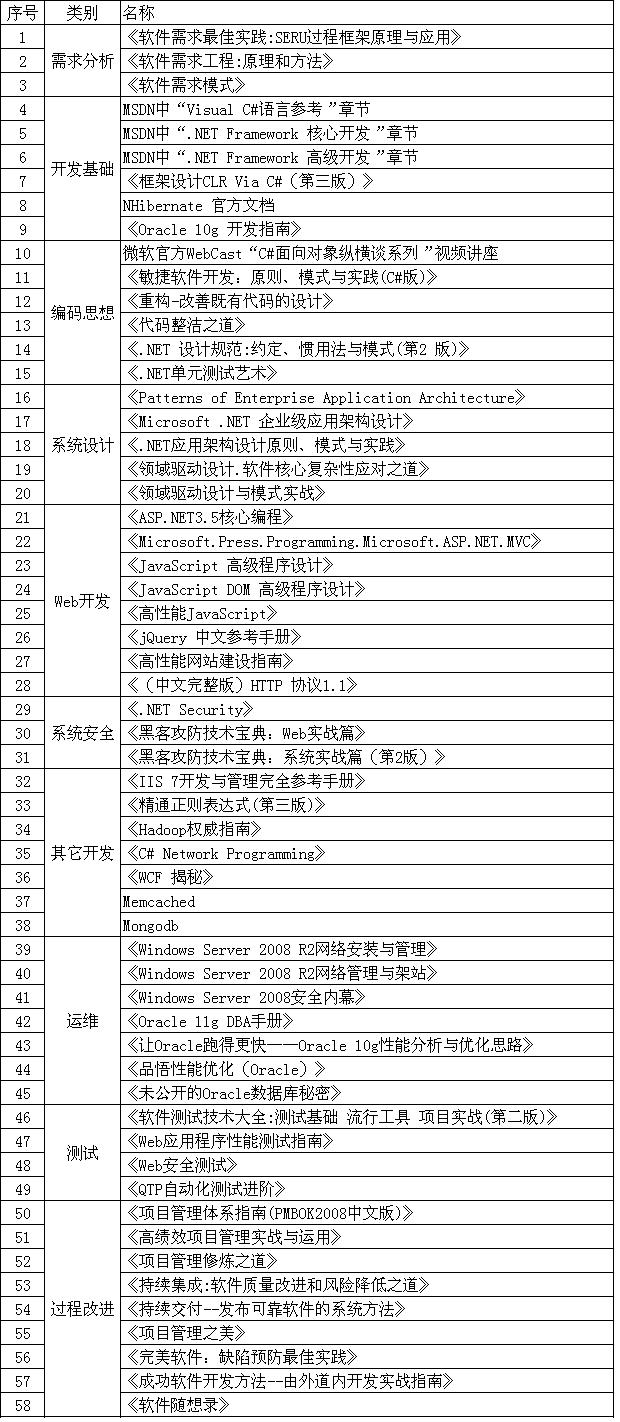 序号 类别 名称
1 《软件需求最佳实践:SERU过程框架原理与应用》
2 需求分析 《软件需求工程:原理和方法》
3 《软件需求模式》
4 MSDN中“Visual C#语言参考”章节
5 MSDN中“.NET Framework 核心开发”章节
6 MSDN中“.NET Framework 高级开发”章节
7 开发基础 《框架设计CLR Via C#（第三版）》
8 NHibernate 官方文档
9 《Oracle 10g 开发指南》
10 微软官方WebCast“C#面向对象纵横谈系列”视频讲座
11 《敏捷软件开发：原则、模式与实践(C#版)》
12 《重构-改善既有代码的设计》
13 编码思想 《代码整洁之道》
14 《.NET 设计规范:约定、惯用法与模式(第2 版)》
15 《.NET单元测试艺术》
16 《Patterns of Enterprise Application Architecture》
17 《Microsoft .NET 企业级应用架构设计》
18 系统设计 《.NET应用架构设计原则、模式与实践》
19 《领域驱动设计.软件核心复杂性应对之道》
20 《领域驱动设计与模式实战》
21 《ASP.NET3.5核心编程》
22 《Microsoft.Press.Programming.Microsoft.ASP.NET.MVC》
23 《JavaScript 高级程序设计》
24 Web开发 《JavaScript DOM 高级程序设计》
25 《高性能JavaScript》
26 《jQuery 中文参考手册》
27 《高性能网站建设指南》
28 《（中文完整版）HTTP 协议1.1》
29 《.NET Security》
30 系统安全 《黑客攻防技术宝典：Web实战篇》
31 《黑客攻防技术宝典：系统实战篇（第2版）》
32 《IIS 7开发与管理完全参考手册》
33 《精通正则表达式(第三版)》
34 《Hadoop权威指南》
35 其它开发 《C# Network Programming》
36 《WCF 揭秘》
37 Memcached
38 Mongodb
39 《Windows Server 2008 R2网络安装与管理》
40 《Windows Server 2008 R2网络管理与架站》
41 《Windows Server 2008安全内幕》
42 运维 《Oracle 11g DBA手册》
43 《让Oracle跑得更快——Oracle 10g性能分析与优化思路》
44 《品悟性能优化（Oracle）》
45 《未公开的Oracle数据库秘密》
46 《软件测试技术大全:测试基础 流行工具 项目实战(第二版)》
47 测试 《Web应用程序性能测试指南》
48 《Web安全测试》
49 《QTP自动化测试进阶》
50 《项目管理体系指南(PMBOK2008中文版)》
51 《高绩效项目管理实战与运用》
52 《项目管理修炼之道》
53 《持续集成:软件质量改进和风险降低之道》
54 过程改进 《持续交付--发布可靠软件的系统方法》
55 《项目管理之美》
56 《完美软件：缺陷预防最佳实践》
57 《成功软件开发方法--由外道内开发实战指南》
58 《软件随想录》